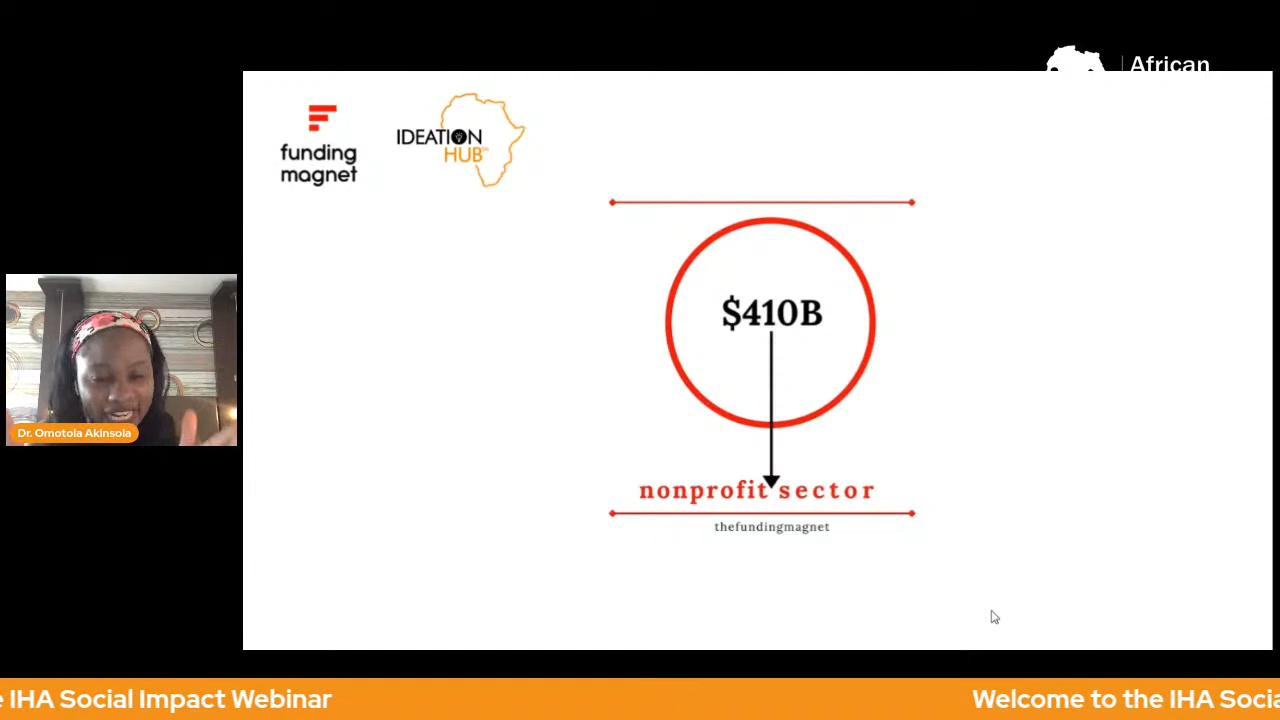 African
funding
magnet
IDEATION
HUB
$410B
nonprofit sector
thefundingmagnet
Dr. Omotola Akinsola
e IHA Social Impact Webinar
Welcome to the IHA Socia